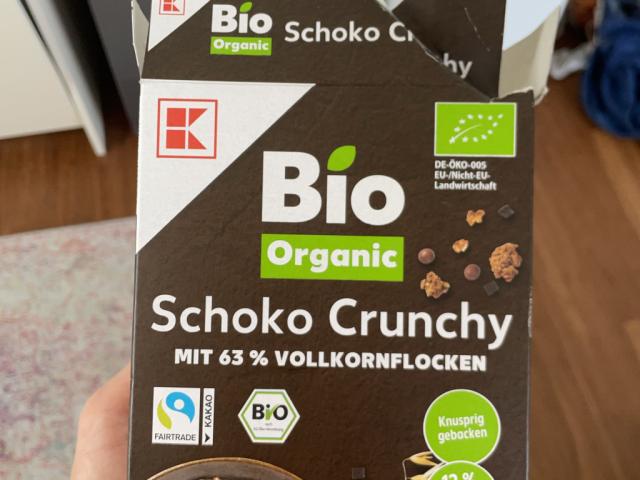 Bio
Organic
Schoko
hy
K
Bio
Organic
DE-ÖKO-005
EU-/Nicht-EU-
Landwirtschaft
Schoko Crunchy
MIT 63 % VOLLKORNFLOCKEN
FAIRTRADE
KAKAO
BiO
Knusprig
gebacken